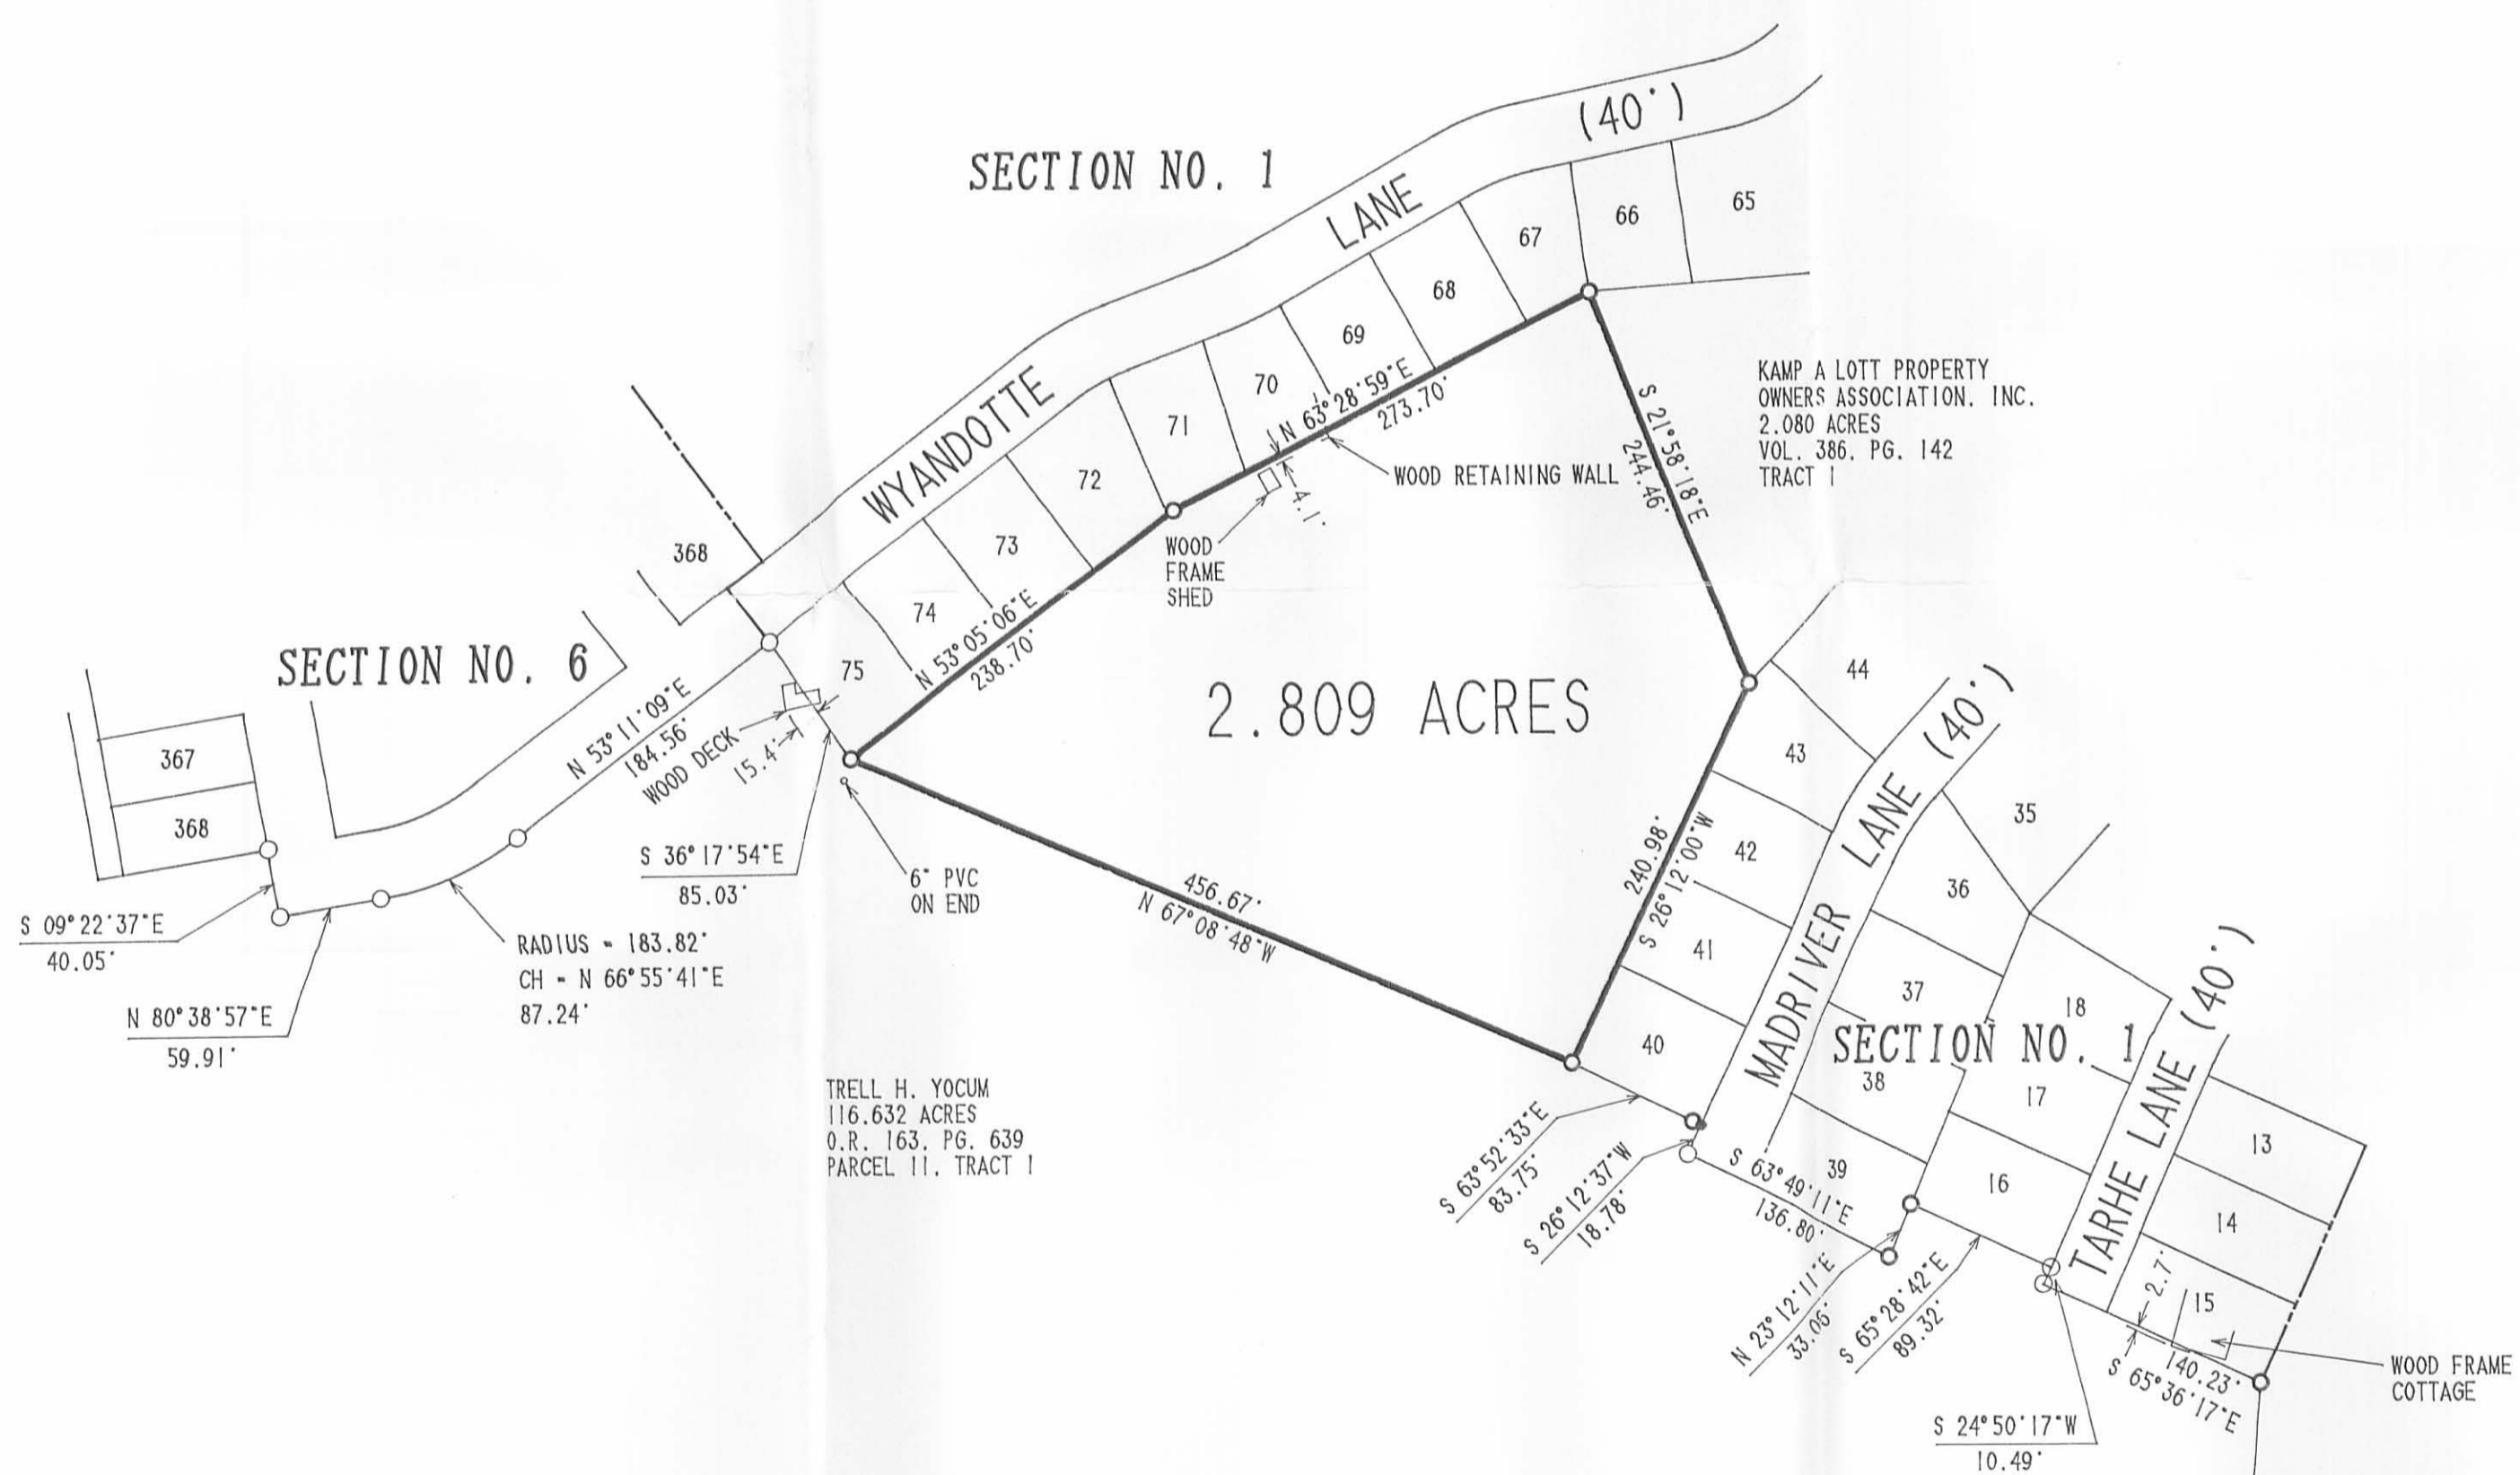 SECTION NO. 1
(40')
LANE
WYANDOTTE
65
66
67
68
69
70
71
72
73
74
75
N 63°28'59"E
273.70'
WOOD RETAINING WALL
4.1'
WOOD
FRAME
SHED
S 21°58'18"E
244.46'
KAMP A LOTT PROPERTY
OWNERS ASSOCIATION, INC.
2.080 ACRES
VOL. 386, PG. 142
TRACT I
368
SECTION NO. 6
N 53°05'06"E
238.70'
2.809 ACRES
N 53°11'09"E
184.56'
WOOD DECK
15.4'
367
368
S 36°17'54"E
85.03'
6" PVC
ON END
S 09°22'37"E
40.05'
N 80°38'57"E
59.91'
RADIUS = 183.82'
CH = N 66°55'41"E
87.24'
456.67'
N 67°08'48"W
240.98'
S 26°12'00"W
TRELL H. YOCUM
116.632 ACRES
O.R. 163, PG. 639
PARCEL II, TRACT I
44
43
42
41
40
MADRIVER LANE (40')
35
36
37
38
39
SECTION NO. 1
18
17
16
TARHE LANE (40')
13
14
15
S 63°52'33"E
83.75'
S 26°12'37"W
18.78'
S 63°49'11"E
136.80'
N 23°12'11"E
33.06'
S 65°28'42"E
89.32'
2.7'
140.23'
S 65°36'17"E
WOOD FRAME
COTTAGE
S 24°50'17"W
10.49'